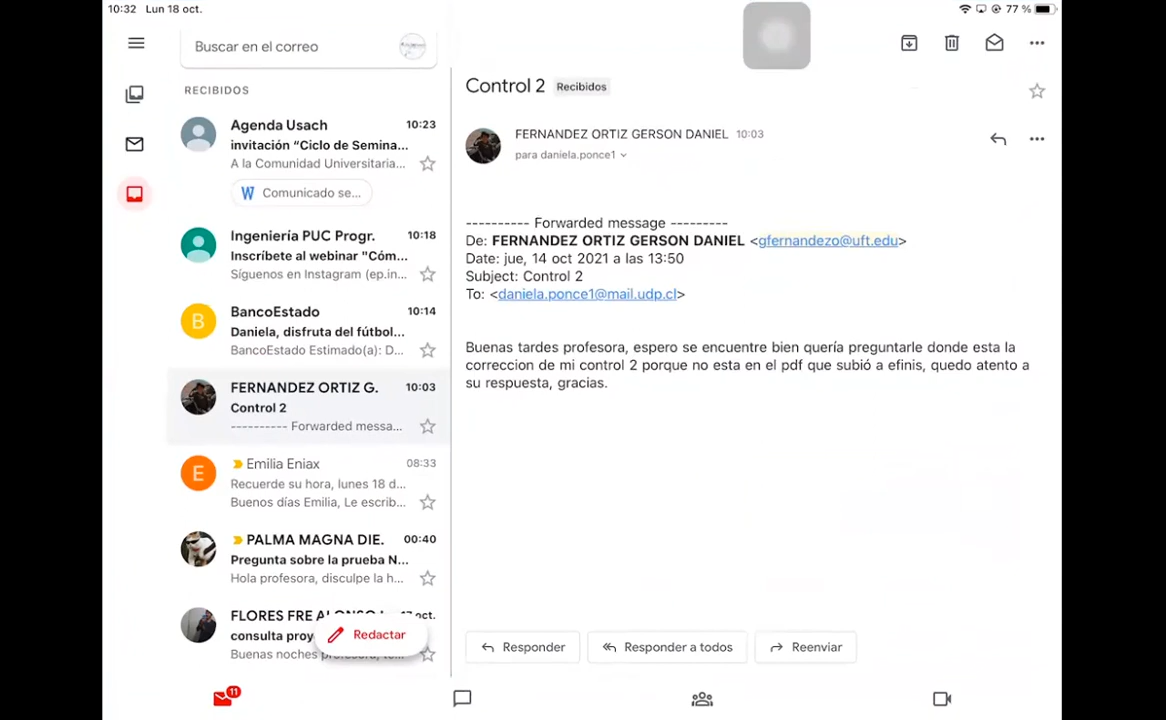 10:32 Lun 18 oct.
77 %
Buscar en el correo
RECIBIDOS
Agenda Usach 10:23
invitación “Ciclo de Semina...
A la Comunidad Universitaria...
W Comunicado se...
Ingeniería PUC Progr. 10:18
Inscríbete al webinar "Cóm...
Síguenos en Instagram (ep.in...
B
BancoEstado 10:14
Daniela, disfruta del fútbol...
BancoEstado Estimado(a): D...
FERNANDEZ ORTIZ G. 10:03
Control 2
---------- Forwarded messa...
E
Emilia Eniax 08:33
Recuerde su hora, lunes 18 d...
Buenos días Emilia, Le escrib...
PALMA MAGNA DIE. 00:40
Pregunta sobre la prueba N...
Hola profesora, disculpe la h...
FLORES FRE ALONSO 17 oct.
consulta proy
Buenas noches profesora,
Redactar
11
Control 2 Recibidos
FERNANDEZ ORTIZ GERSON DANIEL 10:03
para daniela.ponce1
---------- Forwarded message ---------
De: FERNANDEZ ORTIZ GERSON DANIEL <gfernandezo@uft.edu>
Date: jue, 14 oct 2021 a las 13:50
Subject: Control 2
To: <daniela.ponce1@mail.udp.cl>
Buenas tardes profesora, espero se encuentre bien quería preguntarle donde esta la
correccion de mi control 2 porque no esta en el pdf que subió a efinis, quedo atento a
su respuesta, gracias.
Responder
Responder a todos
Reenviar